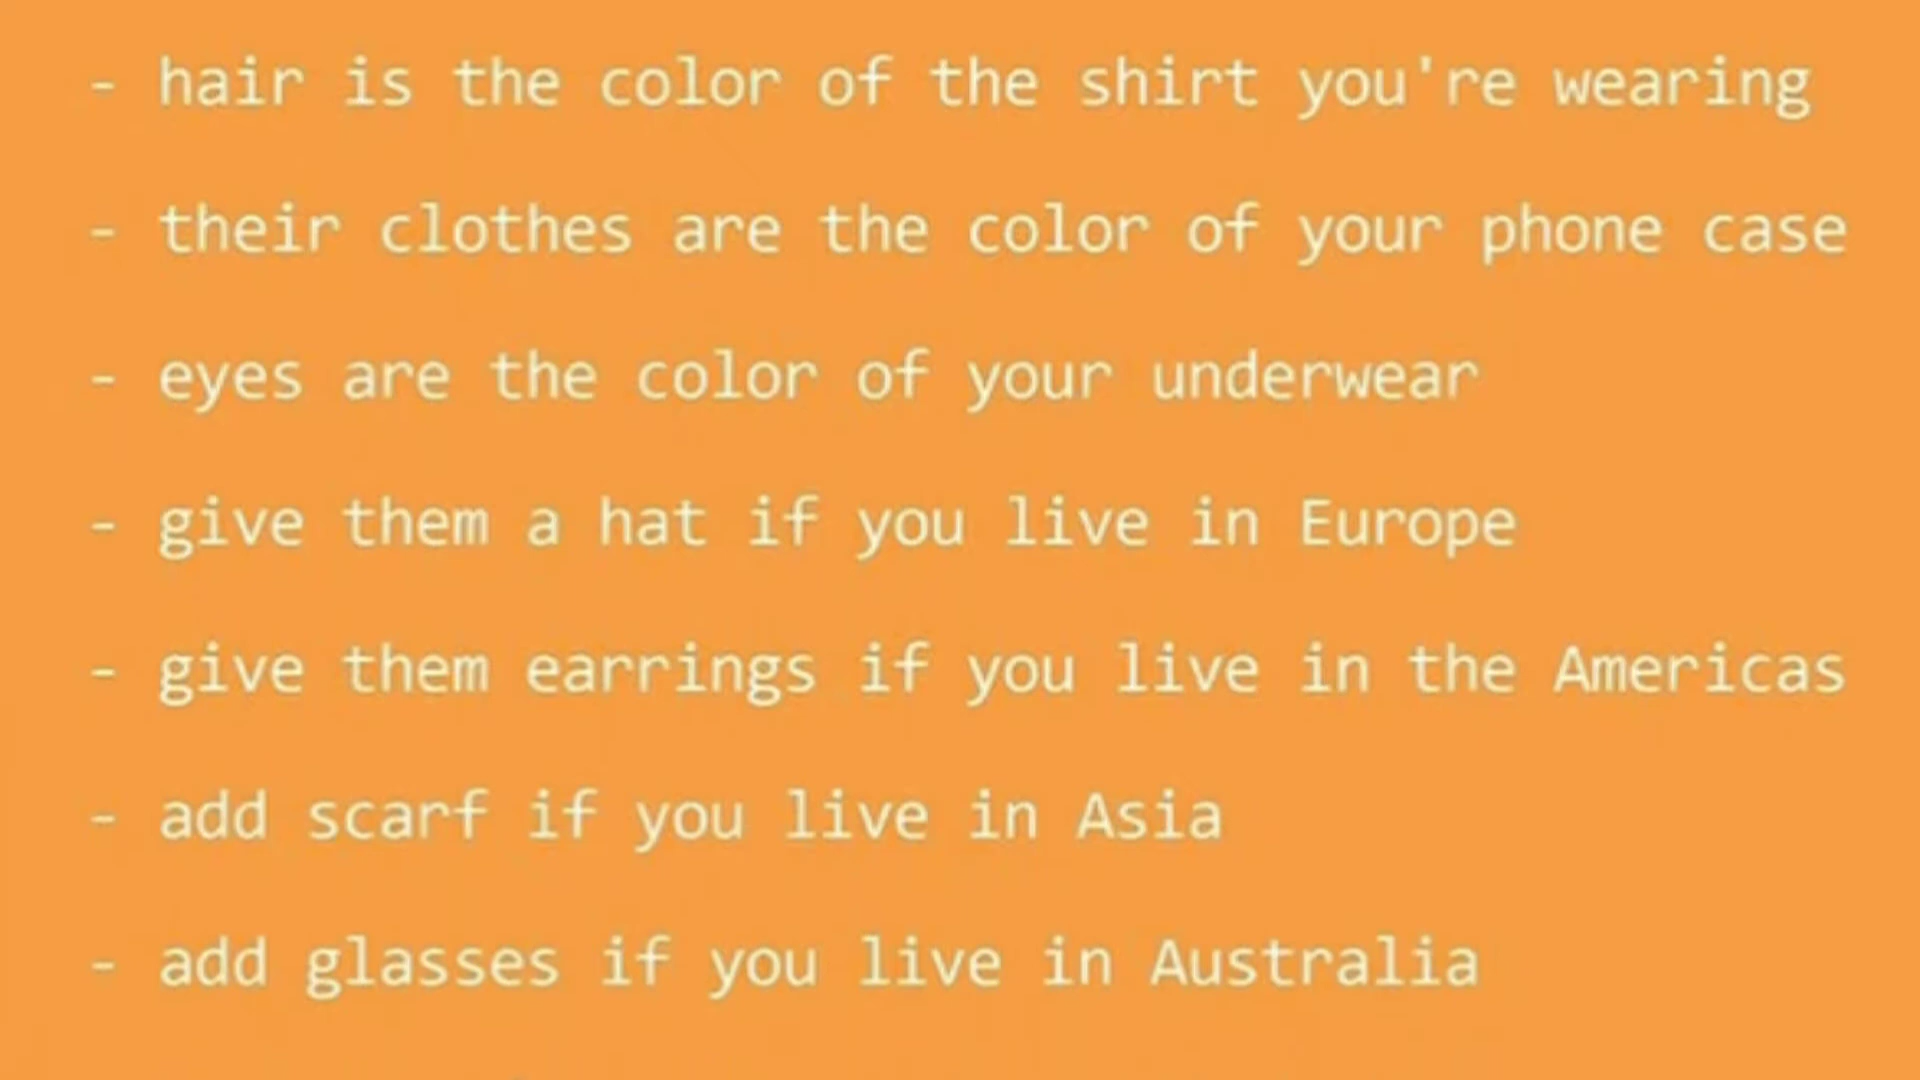 - hair is the color of the shirt you're wearing
- their clothes are the color of your phone case
- eyes are the color of your underwear
- give them a hat if you live in Europe
- give them earrings if you live in the Americas
- add scarf if you live in Asia
- add glasses if you live in Australia